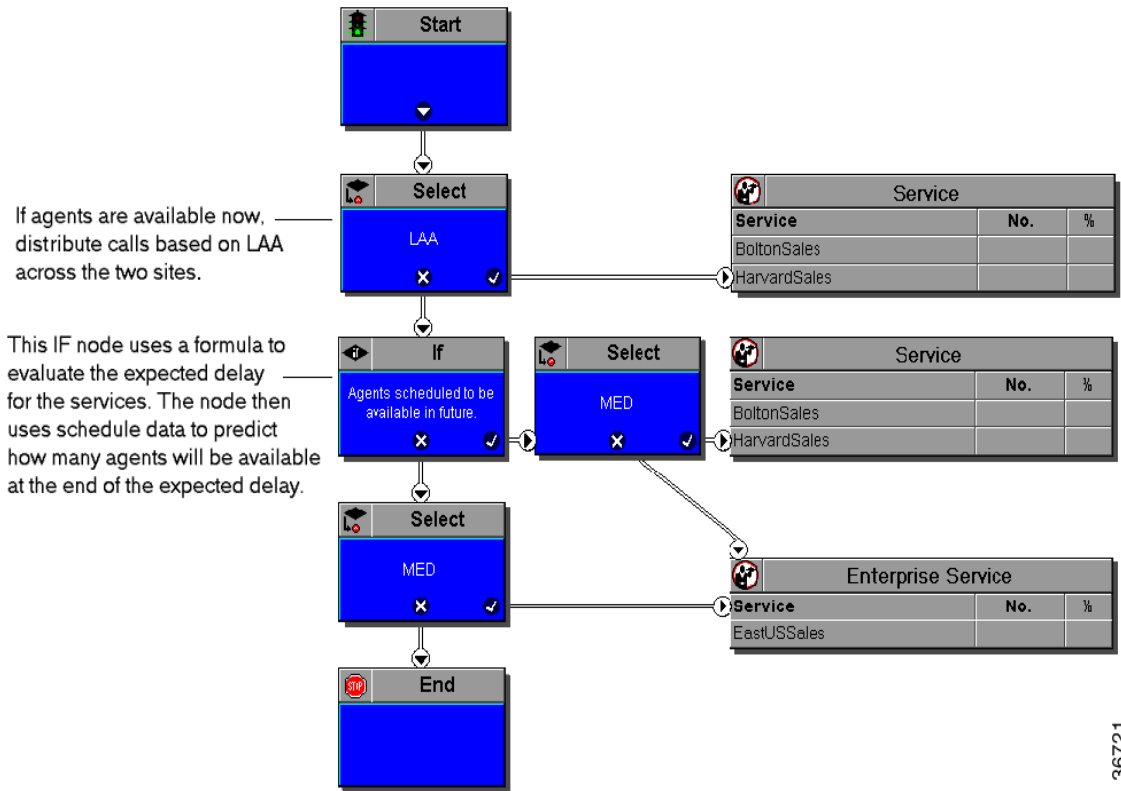 Start
Select
LAA
If agents are available now,
distribute calls based on LAA
across the two sites.
Service
Service No. %
BoltonSales
HarvardSales
This IF node uses a formula to
evaluate the expected delay
for the services. The node then
uses schedule data to predict
how many agents will be available
at the end of the expected delay.
If
Agents scheduled to be
available in future.
Select
MED
Service
Service No. %
BoltonSales
HarvardSales
Select
MED
Enterprise Service
Service No. %
EastUSSales
End
STOP
36721